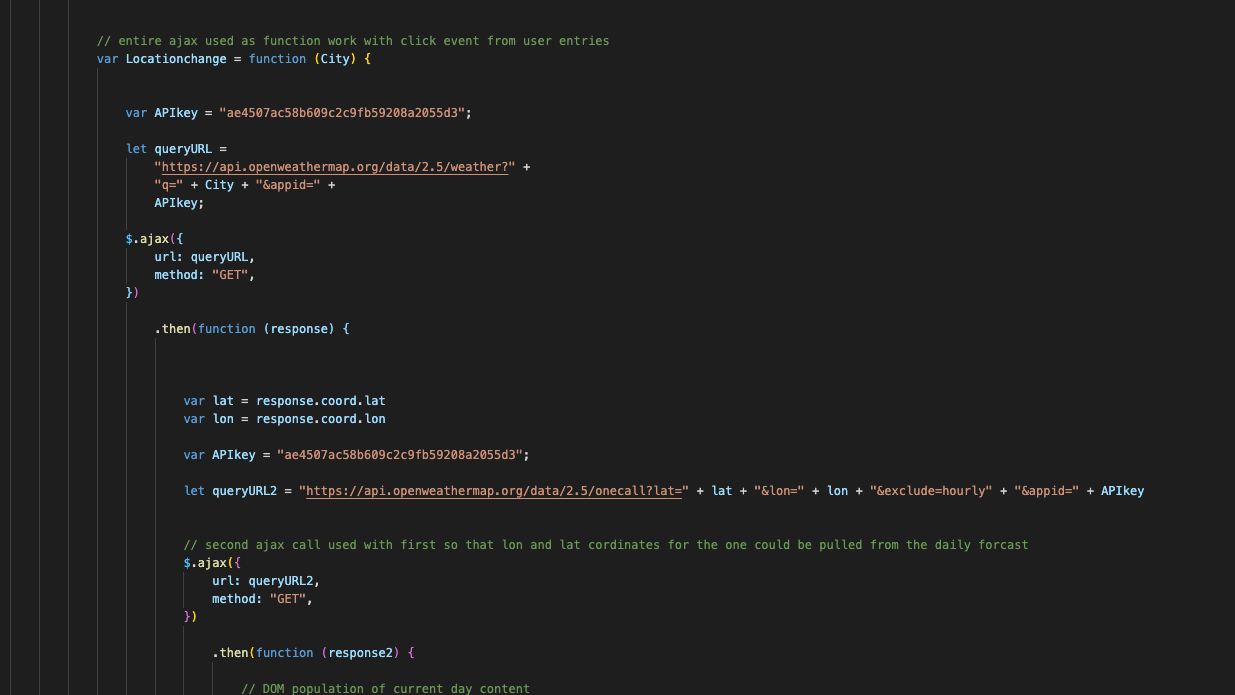 // entire ajax used as function work with click event from user entries
var Locationchange = function (City) {
var APIkey = "ae4507ac58b609c2c9fb59208a2055d3";
let queryURL =
"https://api.openweathermap.org/data/2.5/weather?" +
"q=" + City + "&appid=" +
APIkey;
$.ajax({
url: queryURL,
method: "GET",
})
.then(function (response) {
var lat = response.coord.lat
var lon = response.coord.lon
var APIkey = "ae4507ac58b609c2c9fb59208a2055d3";
let queryURL2 = "https://api.openweathermap.org/data/2.5/onecall?lat=" + lat + "&lon=" + lon + "&exclude=hourly" + "&appid=" + APIkey
// second ajax call used with first so that lon and lat cordinates for the one could be pulled from the daily forcast
$.ajax({
url: queryURL2,
method: "GET",
})
.then(function (response2) {
// DOM population of current day content